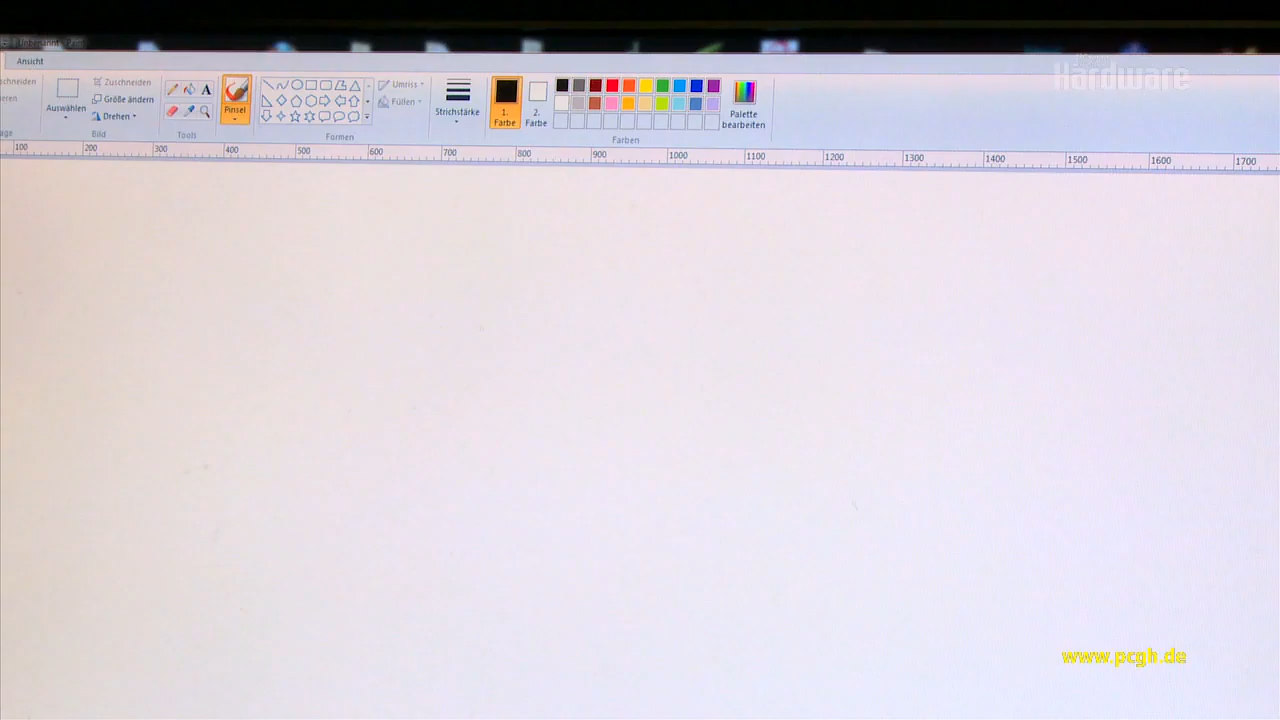 Unbenannt - Paint
Ansicht
Hardware
Zuschneiden
Größe ändern
Drehen
Auswählen
Bild
A
Tools
Pinsel
Formen
Umriss
Füllen
Strichstärke
1.
Farbe
2.
Farbe
Farben
Palette
bearbeiten
100 200 300 400 500 600 700 800 900 1000 1100 1200 1300 1400 1500 1600 1700
www.pcgh.de